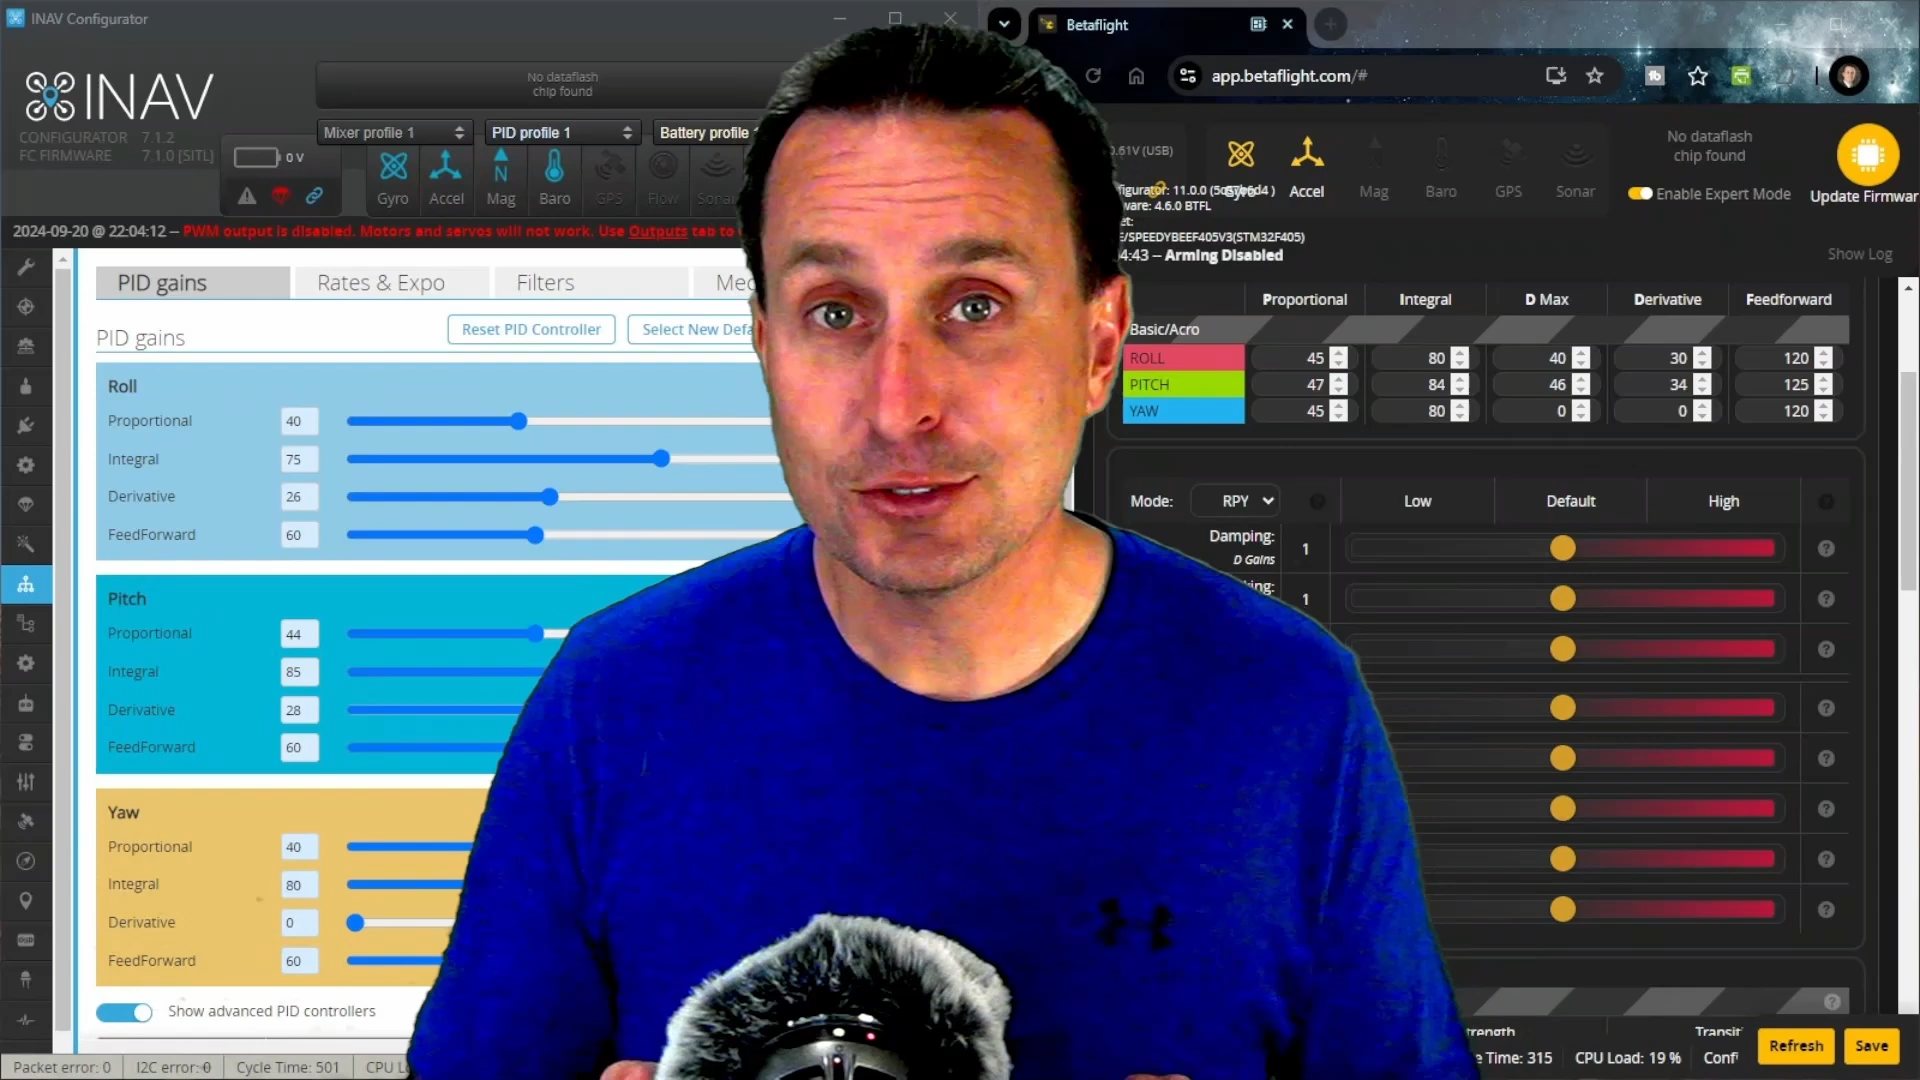 INAV Configurator
INAV
CONFIGURATOR 7.1.2
FC FIRMWARE 7.1.0 [SITL]
No dataflash
chip found
Mixer profile 1
PID profile 1
Battery profile
0 V
Gyro
Accel
Mag
Baro
GPS
Flow
Sonar
2024-09-20 @ 22:04:12 -- PWM output is disabled. Motors and servos will not work. Use Outputs tab to
PID gains
Rates & Expo
Filters
PID gains
Reset PID Controller
Select New
Roll
Proportional 40
Integral 75
Derivative 26
FeedForward 60
Pitch
Proportional 44
Integral 85
Derivative 28
FeedForward 60
Yaw
Proportional 40
Integral 80
Derivative 0
FeedForward 60
Show advanced PID controllers
Packet error: 0
I2C error: 0
Cycle Time: 501
CPU
Betaflight
app.betaflight.com/#
0.61V (USB)
11.0.0
4.6.0 BTFL
/SPEEDYBEEF405V3(STM32F405)
4:43 -- Arming Disabled
Gyro
Accel
Mag
Baro
GPS
Sonar
No dataflash
chip found
Enable Expert Mode
Update Firmwar
Show Log
Proportional Integral D Max Derivative Feedforward
Basic/Acro
ROLL 45 80 40 30 120
PITCH 47 84 46 34 125
YAW 45 80 0 0 120
Mode: RPY Low Default High
Damping: 1
D Gains
1
Time: 315
CPU Load: 19 %
Refresh
Save